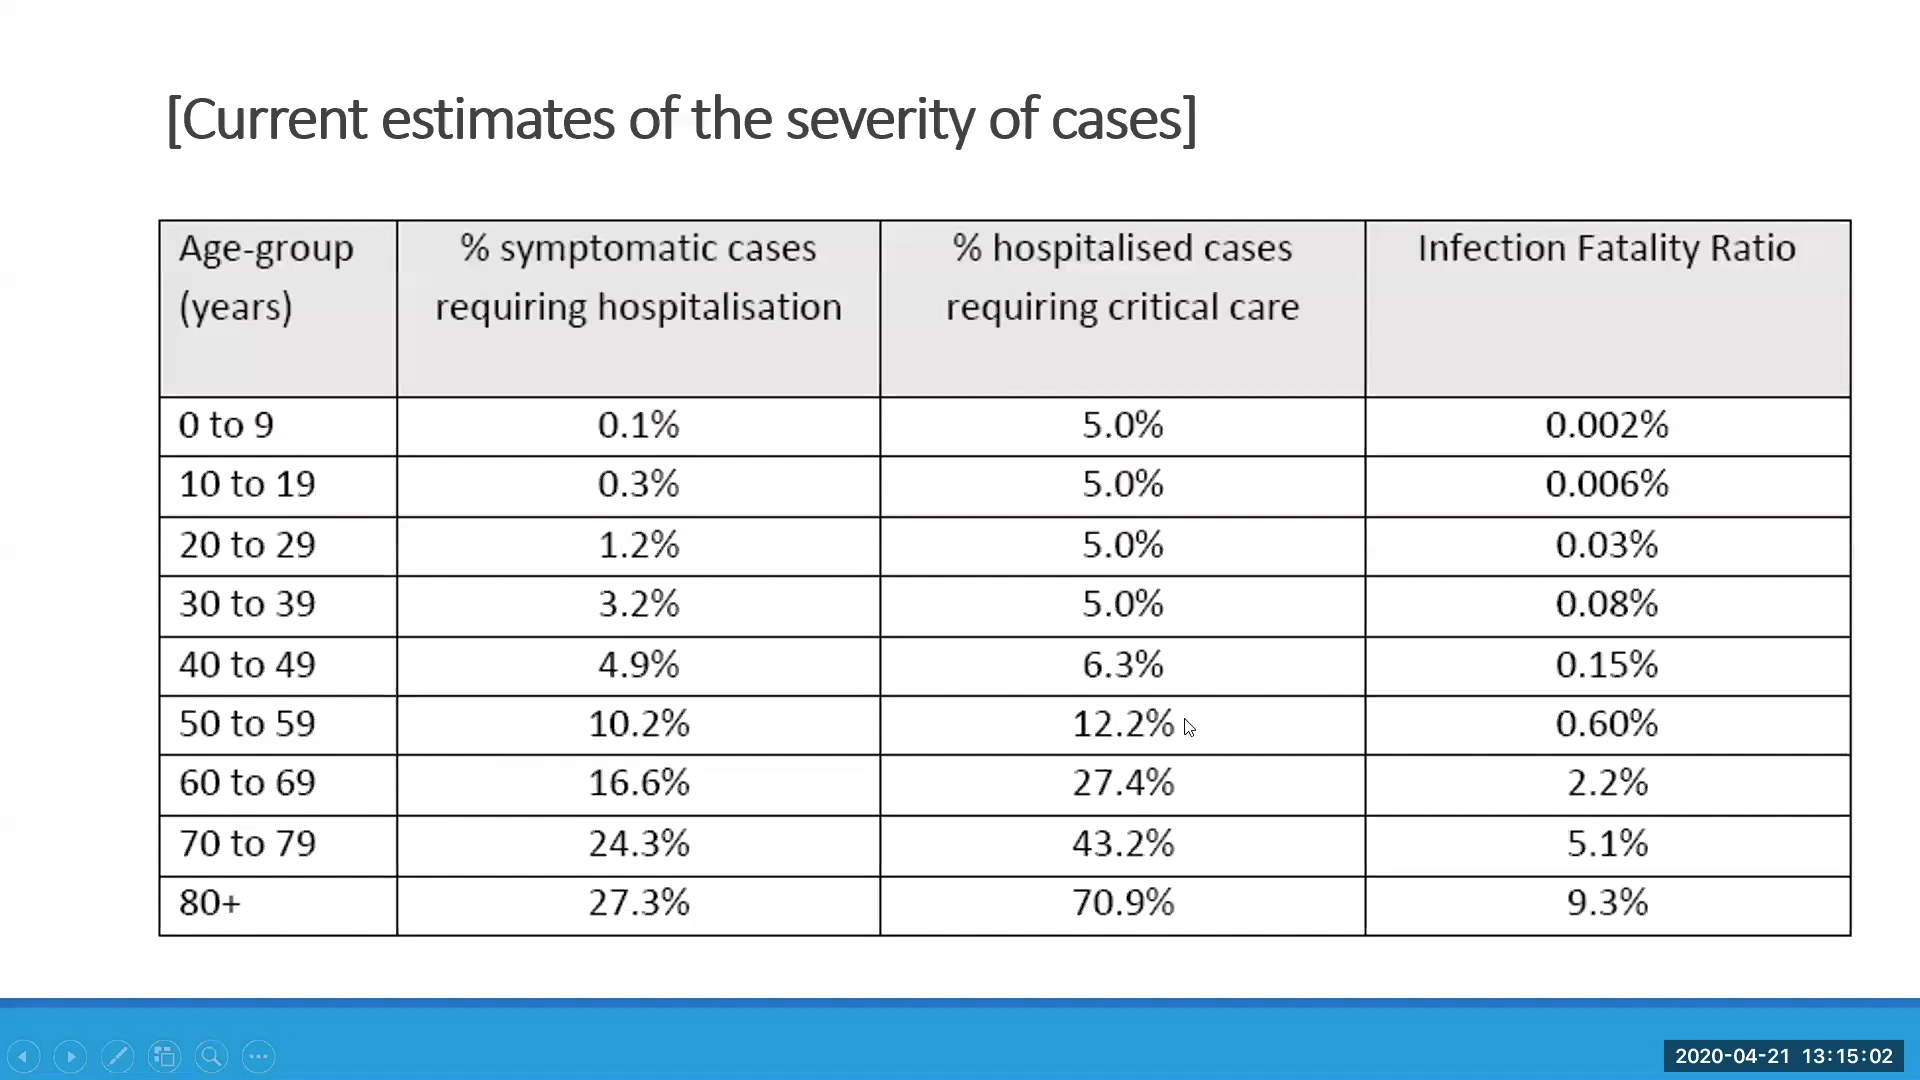 [Current estimates of the severity of cases]
Age-group (years) % symptomatic cases requiring hospitalisation % hospitalised cases requiring critical care Infection Fatality Ratio
0 to 9 0.1% 5.0% 0.002%
10 to 19 0.3% 5.0% 0.006%
20 to 29 1.2% 5.0% 0.03%
30 to 39 3.2% 5.0% 0.08%
40 to 49 4.9% 6.3% 0.15%
50 to 59 10.2% 12.2% 0.60%
60 to 69 16.6% 27.4% 2.2%
70 to 79 24.3% 43.2% 5.1%
80+ 27.3% 70.9% 9.3%
2020-04-21 13:15:02